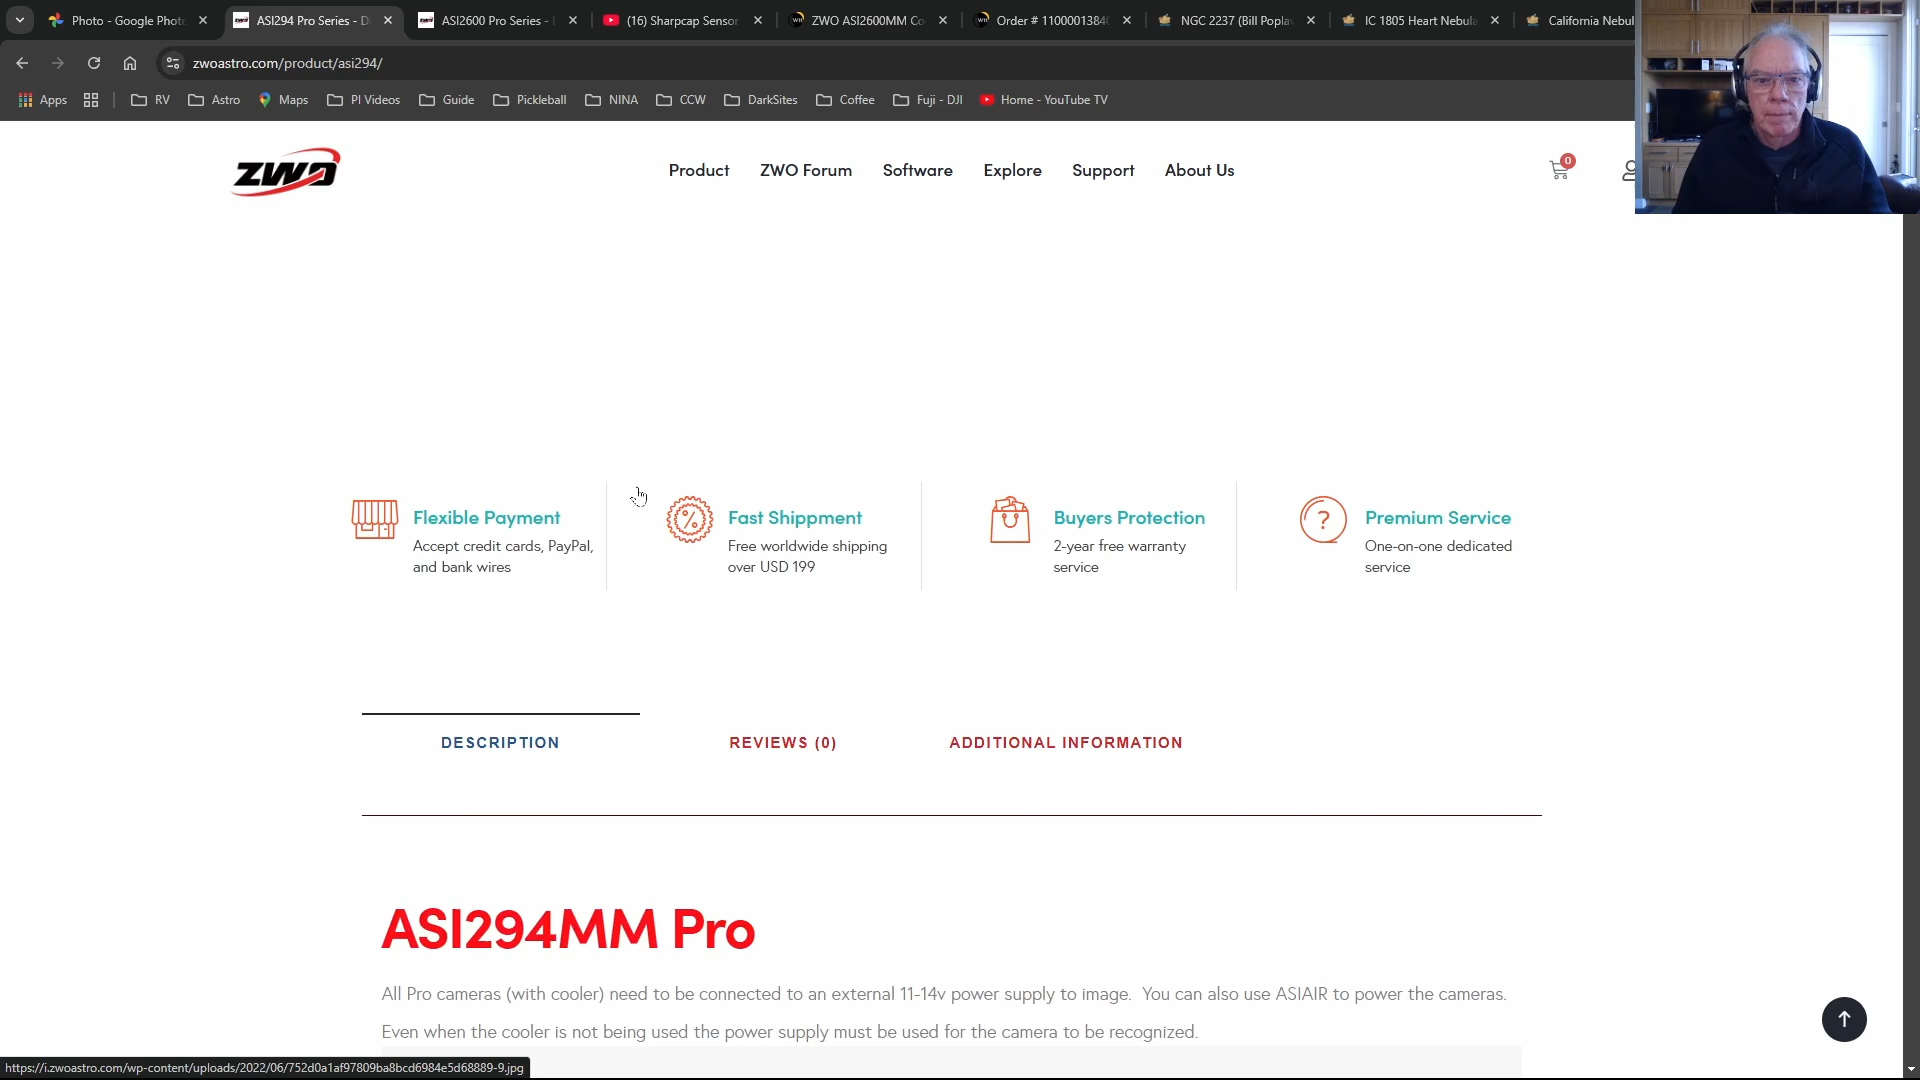 Photo - Google Phot
ASI294 Pro Series - D
ASI2600 Pro Series -
(16) Sharpcap Sensor
ZWO ASI2600MM Co
Order # 1100001384
NGC 2237 (Bill Popla
IC 1805 Heart Nebula
California Nebul
zwoastro.com/product/asi294/
Apps
RV
Astro
Maps
PI Videos
Guide
Pickleball
NINA
CCW
DarkSites
Coffee
Fuji - DJI
Home - YouTube TV
ZWO
Product
ZWO Forum
Software
Explore
Support
About Us
0
Flexible Payment
Accept credit cards, PayPal,
and bank wires
Fast Shippment
Free worldwide shipping
over USD 199
Buyers Protection
2-year free warranty
service
Premium Service
One-on-one dedicated
service
DESCRIPTION
REVIEWS (0)
ADDITIONAL INFORMATION
ASI294MM Pro
All Pro cameras (with cooler) need to be connected to an external 11-14v power supply to image. You can also use ASIAIR to power the cameras.
Even when the cooler is not being used the power supply must be used for the camera to be recognized.
https://i.zwoastro.com/wp-content/uploads/2022/06/752d0a1af97809ba8bcd6984e5d68889-9.jpg